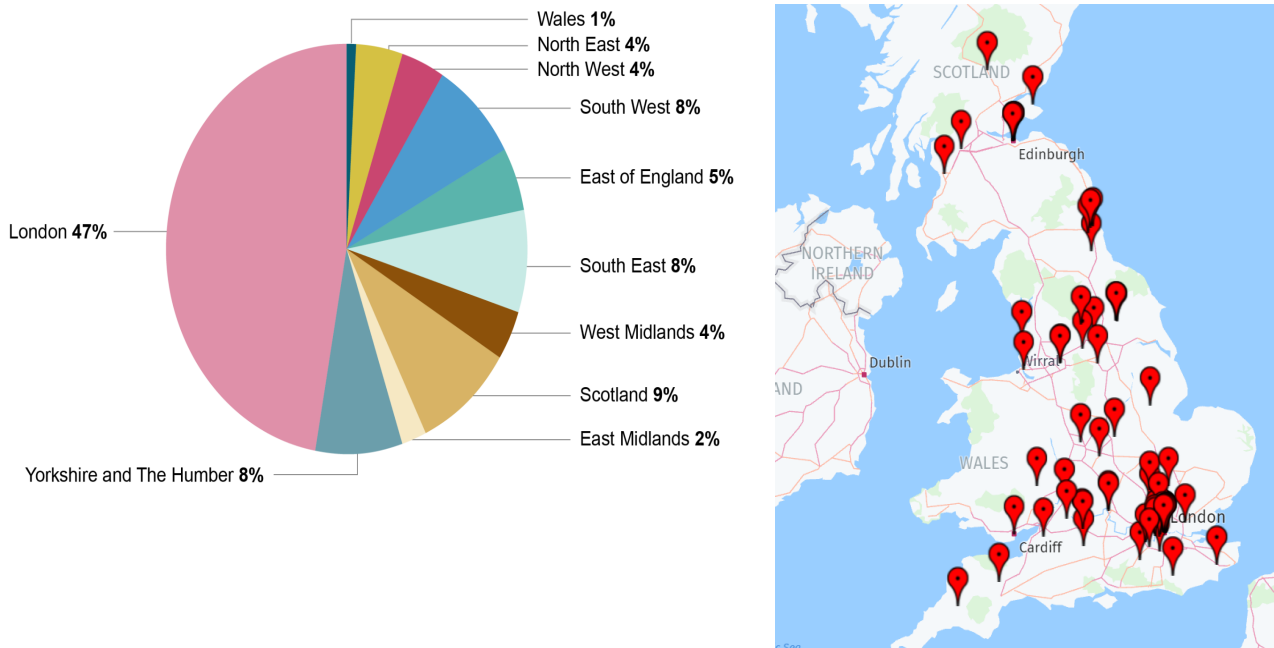 Wales 1%
North East 4%
North West 4%
South West 8%
East of England 5%
London 47%
South East 8%
West Midlands 4%
Scotland 9%
East Midlands 2%
Yorkshire and The Humber 8%
SCOTLAND
Edinburgh
NORTHERN
IRELAND
Dublin
Wirral
AND
WALES
London
Cardiff